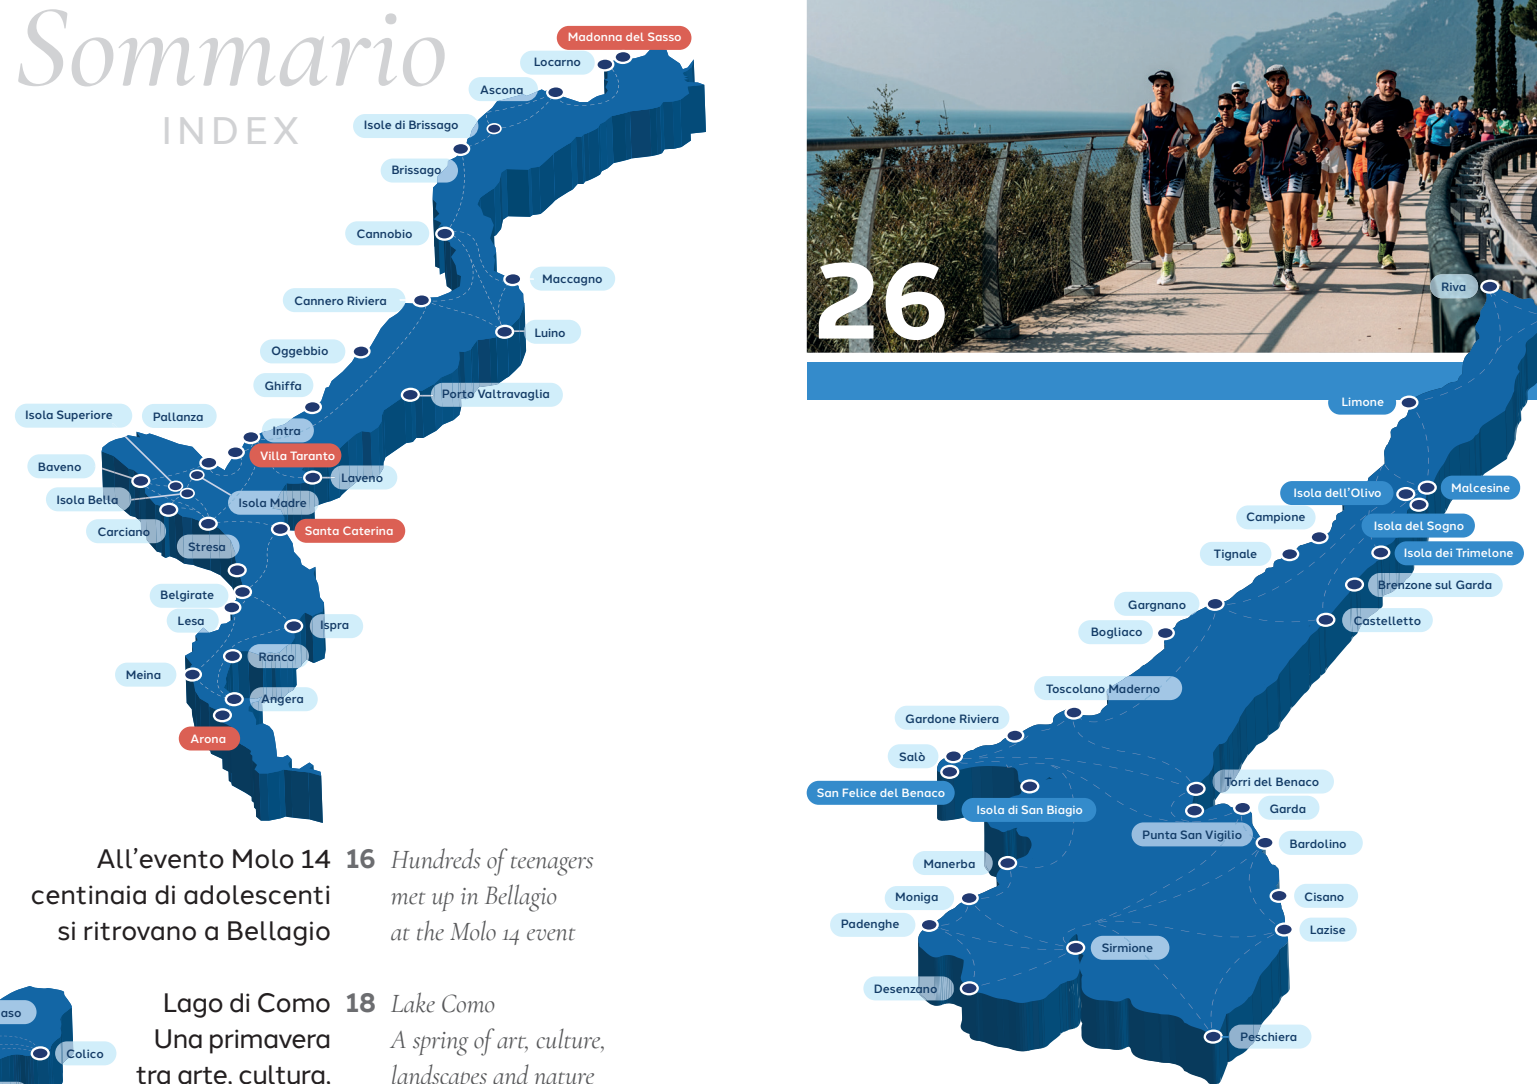 Sommario
INDEX
Madonna del Sasso
Locarno
Ascona
Isole di Brissago
Brissago
Cannobio
Maccagno
Cannero Riviera
Luino
Oggebbio
Ghiffa
Porto Valtravaglia
Isola Superiore
Pallanza
Intra
Villa Taranto
Baveno
Laveno
Isola Bella
Isola Madre
Carciano
Santa Caterina
Stresa
Belgirate
Lesa
Ispra
Ranco
Meina
Angera
Arona
All'evento Molo 14
centinaia di adolescenti
si ritrovano a Bellagio
16
Hundreds of teenagers
met up in Bellagio
at the Molo 14 event
Lago di Como
Una primavera
tra arte, cultura,
18
Lake Como
A spring of art, culture,
landscapes and nature
Colico
26
Riva
Limone
Isola dell'Olivo
Malcesine
Campione
Isola del Sogno
Tignale
Isola dei Trimelone
Brenzone sul Garda
Gargnano
Castelletto
Bogliaco
Toscolano Maderno
Gardone Riviera
Salò
San Felice del Benaco
Isola di San Biagio
Torri del Benaco
Garda
Punta San Vigilio
Bardolino
Manerba
Moniga
Cisano
Padenghe
Lazise
Sirmione
Desenzano
Peschiera